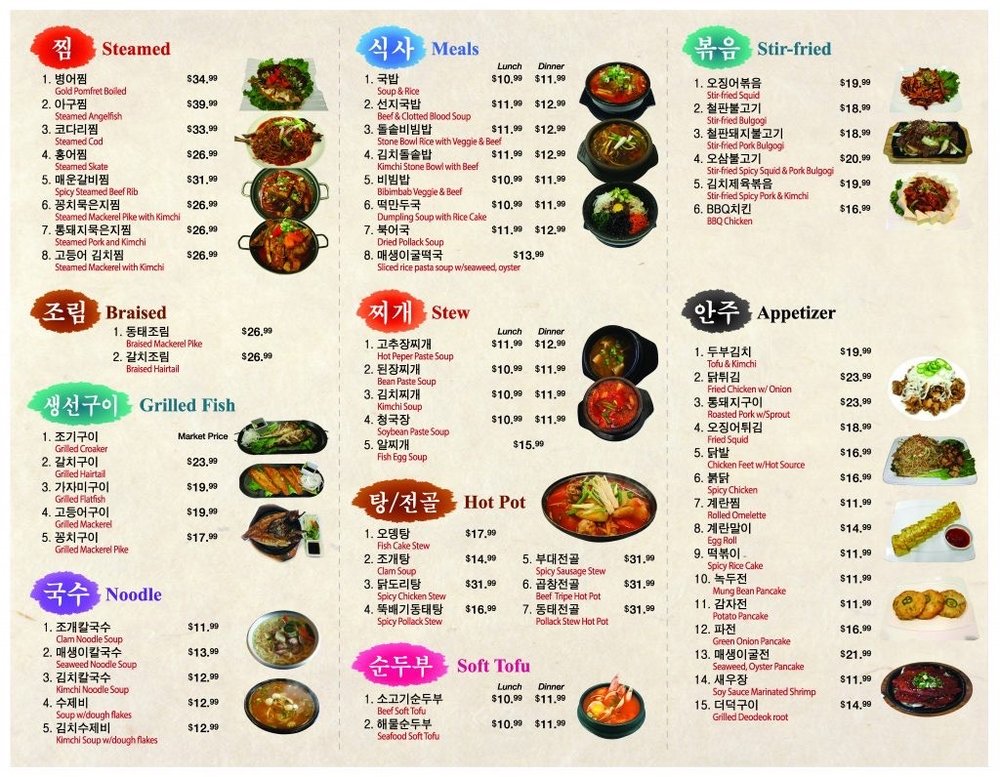 찜 Steamed
1. 병어찜 $34.99
Gold Pomfret Boiled
2. 아구찜 $39.99
Steamed Angelfish
3. 코다리찜 $33.99
Steamed Cod
4. 홍어찜 $26.99
Steamed Skate
5. 매운갈비찜 $31.99
Spicy Steamed Beef Rib
6. 꽁치묵은지찜 $26.99
Steamed Mackerel Pike with Kimchi
7. 통돼지묵은지찜 $26.99
Steamed Pork and Kimchi
8. 고등어 김치찜 $26.99
Steamed Mackerel with Kimchi
조림 Braised
1. 동태조림 $26.99
Braised Mackerel Pike
2. 갈치조림 $26.99
Braised Hairtail
생선구이 Grilled Fish
1. 조기구이 Market Price
Grilled Croaker
2. 갈치구이 $23.99
Grilled Hairtail
3. 가자미구이 $19.99
Grilled Flatfish
4. 고등어구이 $19.99
Grilled Mackerel
5. 꽁치구이 $17.99
Grilled Mackerel Pike
국수 Noodle
1. 조개칼국수 $11.99
Clam Noodle Soup
2. 매생이칼국수 $13.99
Seaweed Noodle Soup
3. 김치칼국수 $12.99
Kimchi Noodle Soup
4. 수제비 $12.99
Soup w/dough flakes
5. 김치수제비 $12.99
Kimchi Soup w/dough flakes
식사 Meals
Lunch Dinner
1. 국밥 $10.99 $11.99
Soup & Rice
2. 선지국밥 $11.99 $12.99
Beef & Clotted Blood Soup
3. 돌솥비빔밥 $11.99 $12.99
Stone Bowl Rice with Veggie & Beef
4. 김치돌솥밥 $11.99 $12.99
Kimchi Stone Bowl with Beef
5. 비빔밥 $10.99 $11.99
Bibimbab Veggie & Beef
6. 떡만두국 $10.99 $11.99
Dumpling Soup with Rice Cake
7. 북어국 $10.99 $11.99
Dried Pollack Soup
8. 매생이굴떡국 $13.99
Sliced rice pasta soup w/seaweed, oyster
찌개 Stew
Lunch Dinner
1. 고추장찌개 $11.99 $12.99
Hot Peper Paste Soup
2. 된장찌개 $10.99 $11.99
Bean Paste Soup
3. 김치찌개 $10.99 $11.99
Kimchi Soup
4. 청국장 $10.99 $11.99
Soybean Paste Soup
5. 알찌개 $15.99
Fish Egg Soup
탕/전골 Hot Pot
1. 오뎅탕 $17.99
Fish Cake Stew
2. 조개탕 $14.99
Clam Soup
3. 닭도리탕 $31.99
Spicy Chicken Stew
4. 뚝배기동태탕 $16.99
Spicy Pollack Stew
5. 부대전골 $31.99
Spicy Sausage Stew
6. 곱창전골 $31.99
Beef Tripe Hot Pot
7. 동태전골 $31.99
Pollack Stew Hot Pot
순두부 Soft Tofu
Lunch Dinner
1. 소고기순두부 $10.99 $11.99
Beef Soft Tofu
2. 해물순두부 $10.99 $11.99
Seafood Soft Tofu
볶음 Stir-fried
1. 오징어볶음 $19.99
Stir-fried Squid
2. 철판불고기 $18.99
Stir-fried Bulgogi
3. 철판돼지불고기 $18.99
Stir-fried Pork Bulgogi
4. 오삼불고기 $20.99
Stir-fried Spicy Squid & Pork Bulgogi
5. 김치제육볶음 $19.99
Stir-fried Spicy Pork & Kimchi
6. BBQ치킨 $16.99
BBQ Chicken
안주 Appetizer
1. 두부김치 $19.99
Tofu & Kimchi
2. 닭튀김 $23.99
Fried Chicken w/ Onion
3. 통돼지구이 $23.99
Roasted Pork w/Sprout
4. 오징어튀김 $18.99
Fried Squid
5. 닭발 $16.99
Chicken Feet w/Hot Source
6. 붉닭 $16.99
Spicy Chicken
7. 계란찜 $11.99
Rolled Omelette
8. 계란말이 $14.99
Egg Roll
9. 떡볶이 $11.99
Spicy Rice Cake
10. 녹두전 $11.99
Mung Bean Pancake
11. 감자전 $11.99
Potato Pancake
12. 파전 $16.99
Green Onion Pancake
13. 매생이굴전 $21.99
Seaweed, Oyster Pancake
14. 새우장 $11.99
Soy Sauce Marinated Shrimp
15. 더덕구이 $14.99
Grilled Deodeok root